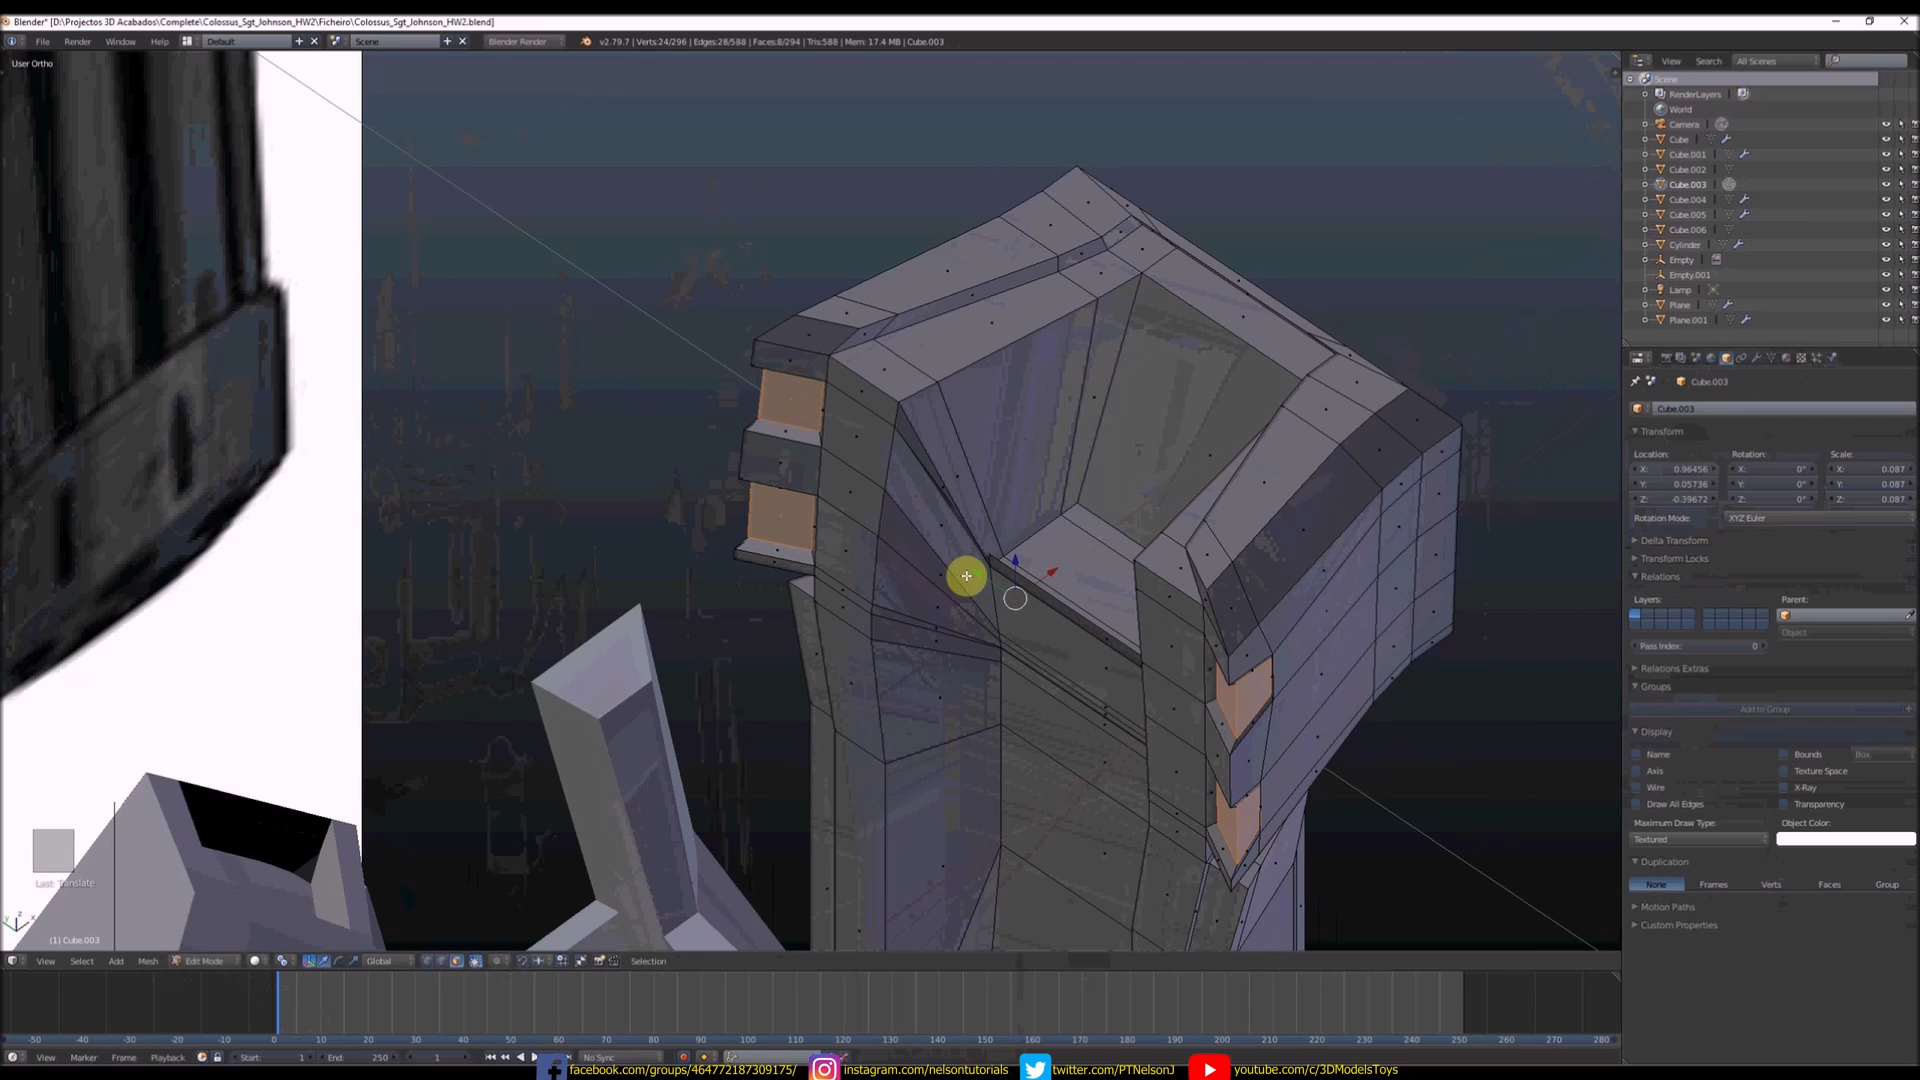 Blender* [D:\Projectos 3D Acabados\Complete\Colossus_Sgt_Johnson_HW2\Ficheiro\Colossus_Sgt_Johnson_HW2.blend]
File Render Window Help Default Scene Blender Render v2.79.7 | Verts:24/296 | Edges:28/588 | Faces:8/294 | Tris:588 | Mem: 17.4 MB | Cube.003
User Ortho
View Search All Scenes
Scene
RenderLayers
World
Camera
Cube
Cube.001
Cube.002
Cube.003
Cube.004
Cube.005
Cube.006
Cylinder
Empty
Empty.001
Lamp
Plane
Plane.001
Cube.003
Cube.003
Transform
Location: Rotation: Scale:
X: 0.96456 X: 0° X: 0.087
Y: 0.05736 Y: 0° Y: 0.087
Z: -0.39672 Z: 0° Z: 0.087
Rotation Mode: XYZ Euler
Delta Transform
Transform Locks
Relations
Layers: Parent:
Object
Pass Index: 0
Relations Extras
Groups
Add to Group
Display
Name Bounds Box
Axis Texture Space
Wire X-Ray
Draw All Edges Transparency
Maximum Draw Type: Object Color:
Textured
Duplication
None Frames Verts Faces Group
Motion Paths
Custom Properties
Last: Translate
z
y x
(1) Cube.003
View Select Add Mesh Edit Mode Global Selection
-50 -40 -30 -20 -10 0 10 20 30 40 50 60 70 80 90 100 110 120 130 140 150 160 170 180 190 200 210 220 230 240 250 260 270 280
View Marker Frame Playback Start: 1 End: 250 1 No Sync
facebook.com/groups/464772187309175/ instagram.com/nelsontutorials twitter.com/PTNelsonJ youtube.com/c/3DModelsToys